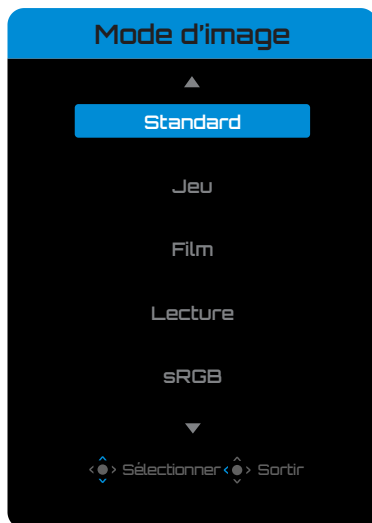 Mode d'image
Standard
Jeu
Film
Lecture
sRGB
Sélectionner Sortir